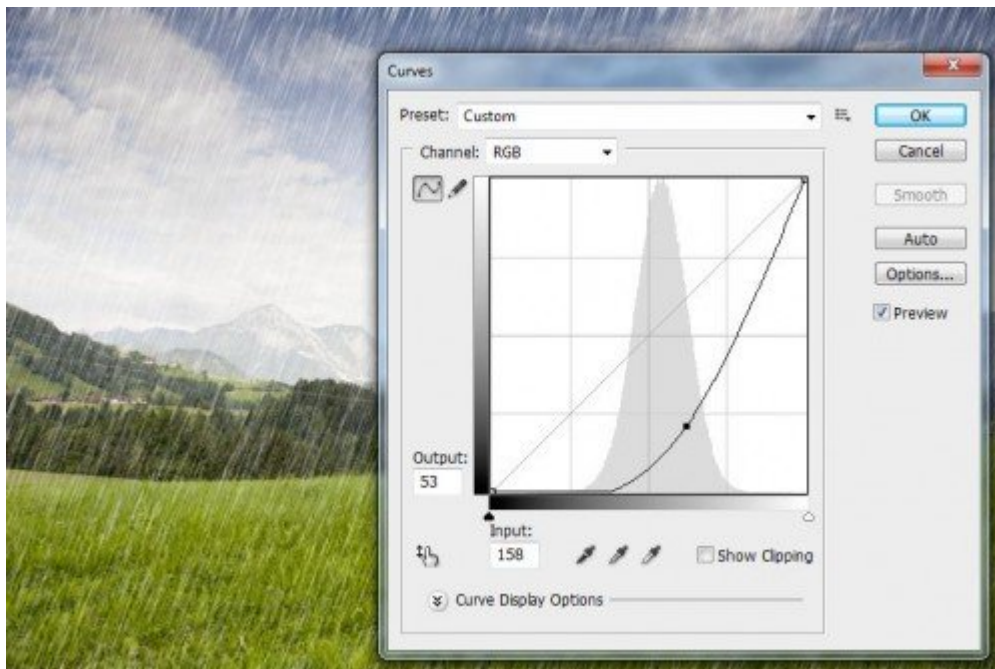 Curves
Preset: Custom
OK
Channel: RGB
Cancel
Smooth
Auto
Options...
Preview
Output:
53
Input:
158
Show Clipping
Curve Display Options